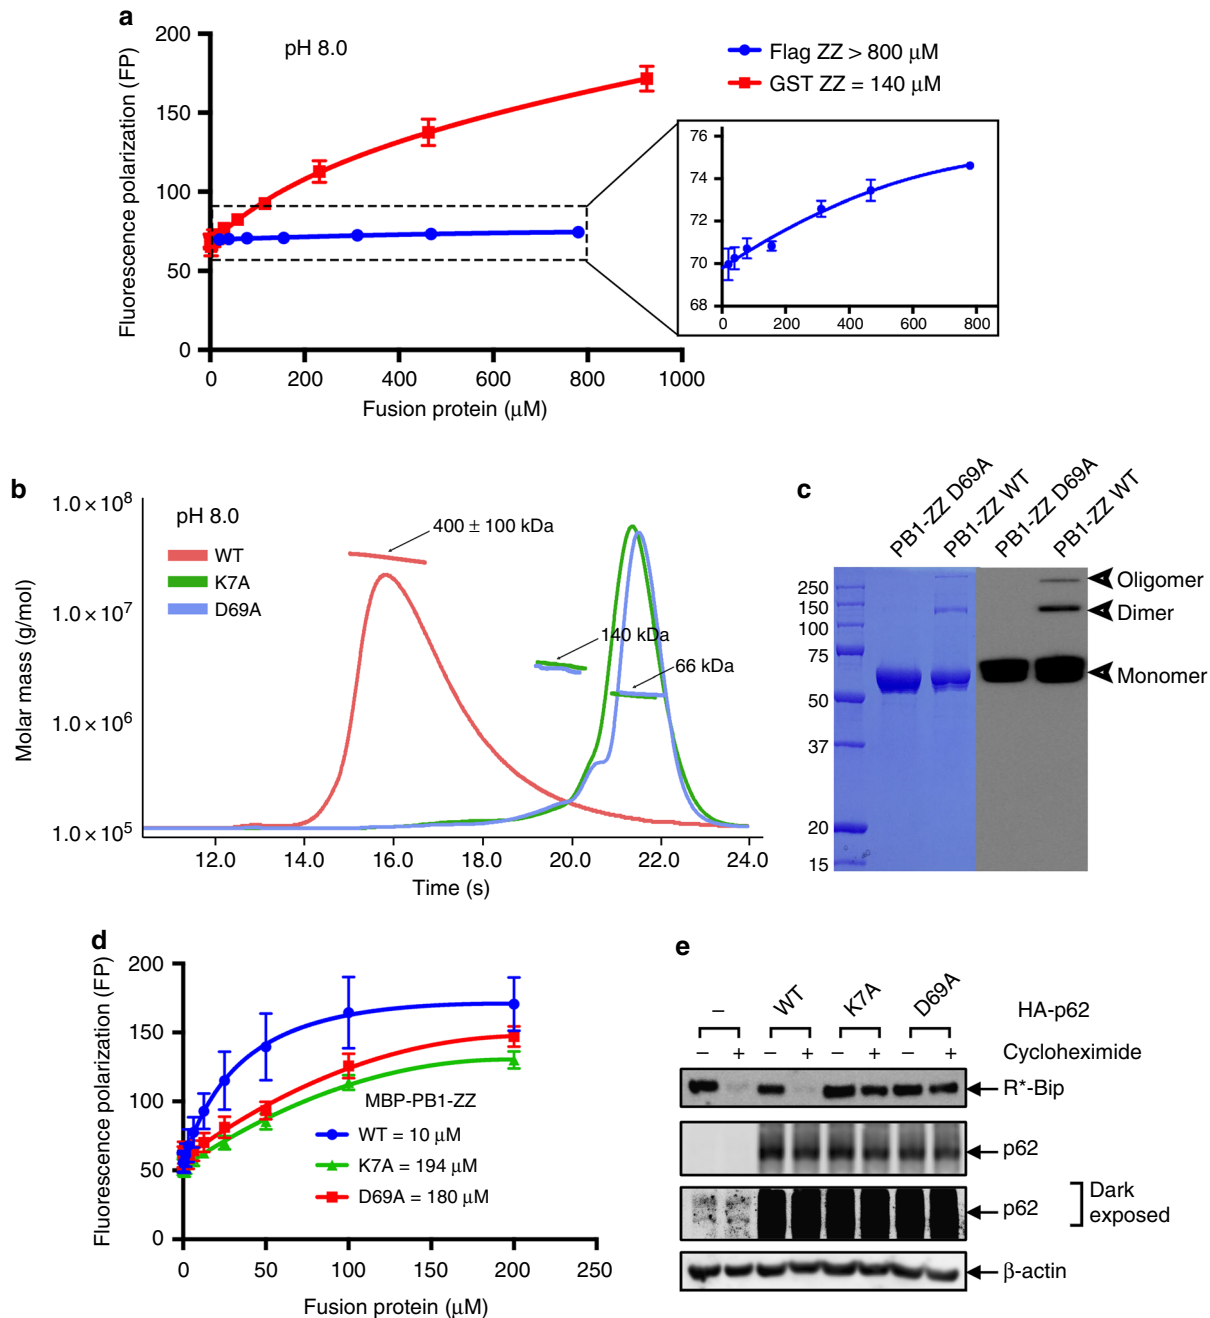 a
200
150
100
50
0
Fluorescence polarization (FP)
pH 8.0
Flag ZZ > 800 μM
GST ZZ = 140 μM
76
74
72
70
68
0
200
400
600
800
0
200
400
600
800
1000
Fusion protein (μM)
b
1.0 × 10⁸
1.0 × 10⁷
1.0 × 10⁶
1.0 × 10⁵
Molar mass (g/mol)
pH 8.0
WT
K7A
D69A
400 ± 100 kDa
140 kDa
66 kDa
12.0
14.0
16.0
18.0
20.0
22.0
24.0
Time (s)
c
PB1-ZZ D69A
PB1-ZZ WT
PB1-ZZ D69A
PB1-ZZ WT
250
150
100
75
50
37
20
15
Oligomer
Dimer
Monomer
d
200
150
100
50
0
Fluorescence polarization (FP)
MBP-PB1-ZZ
WT = 10 μM
K7A = 194 μM
D69A = 180 μM
0
50
100
150
200
250
Fusion protein (μM)
e
– WT K7A D69A HA-p62
– + – + – + – + Cycloheximide
R*-Bip
p62
p62
Dark
exposed
β-actin